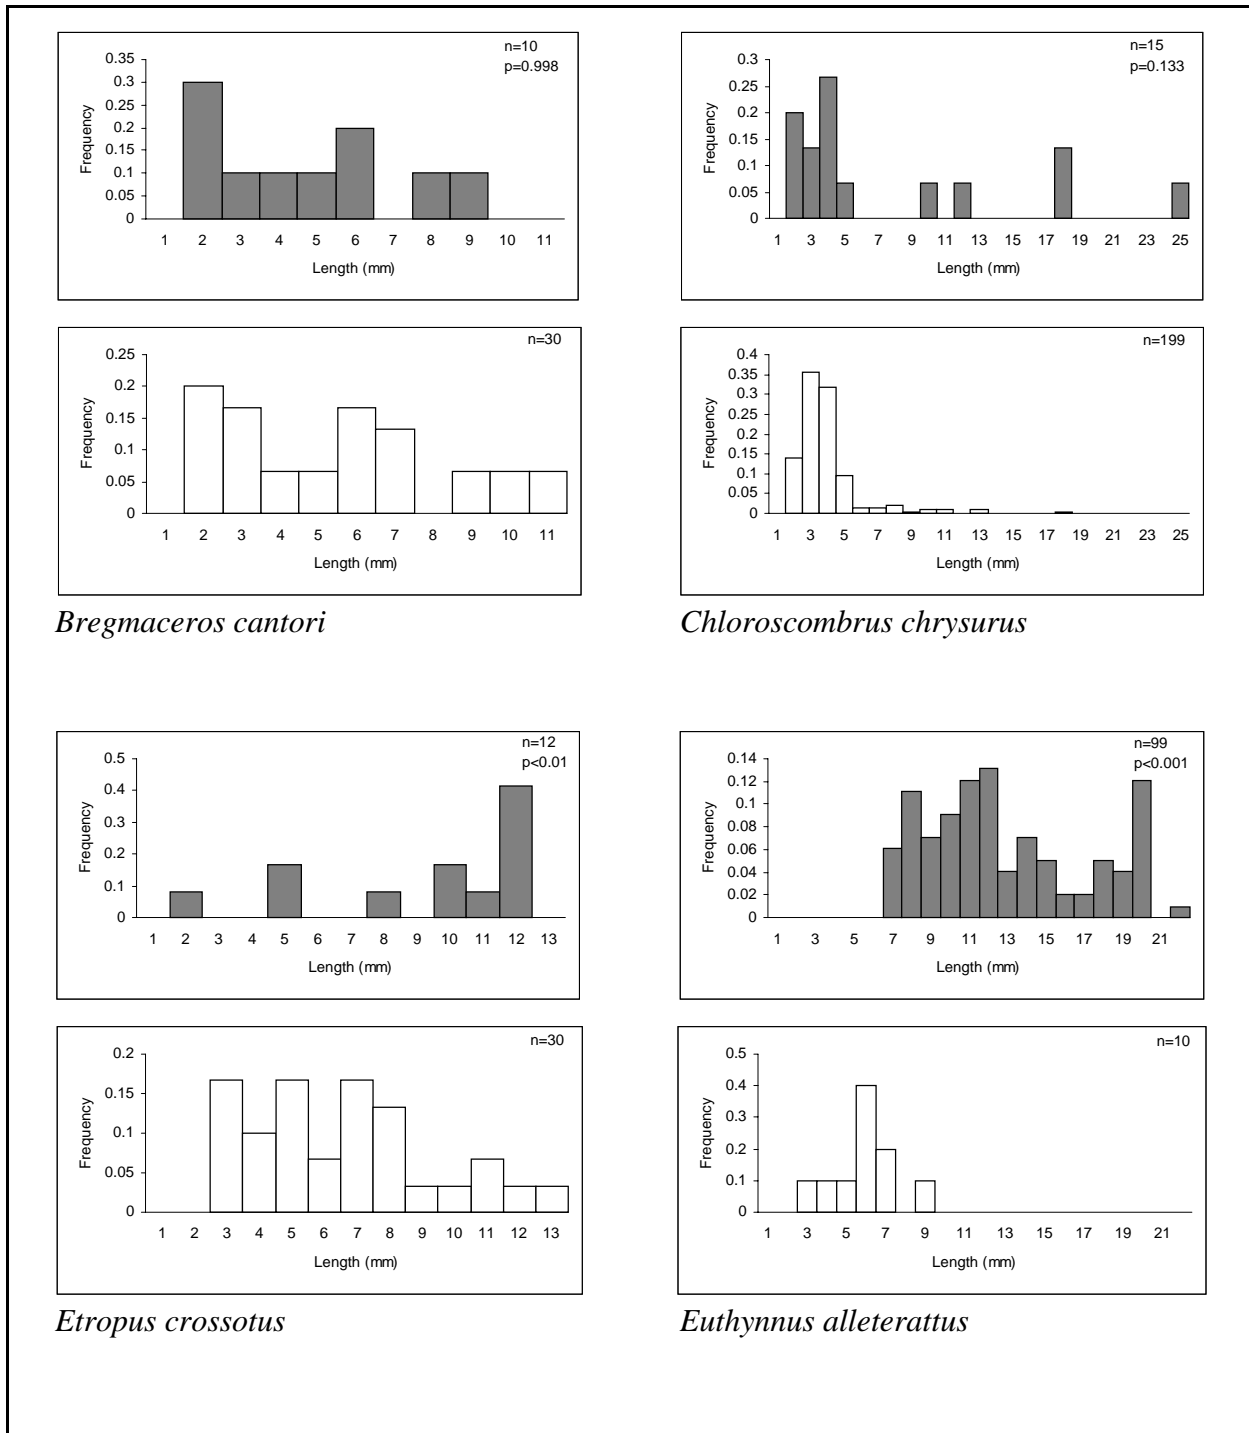 n=10
p=0.998
Frequency
0.35
0.3
0.25
0.2
0.15
0.1
0.05
0
1 2 3 4 5 6 7 8 9 10 11
Length (mm)
n=30
Frequency
0.25
0.2
0.15
0.1
0.05
0
1 2 3 4 5 6 7 8 9 10 11
Length (mm)
Bregmaceros cantori
n=15
p=0.133
Frequency
0.3
0.25
0.2
0.15
0.1
0.05
0
1 3 5 7 9 11 13 15 17 19 21 23 25
Length (mm)
n=199
Frequency
0.4
0.35
0.3
0.25
0.2
0.15
0.1
0.05
0
1 3 5 7 9 11 13 15 17 19 21 23 25
Length (mm)
Chloroscombrus chrysurus
n=12
p<0.01
Frequency
0.5
0.4
0.3
0.2
0.1
0
1 2 3 4 5 6 7 8 9 10 11 12 13
Length (mm)
n=30
Frequency
0.2
0.15
0.1
0.05
0
1 2 3 4 5 6 7 8 9 10 11 12 13
Length (mm)
Etropus crossotus
n=99
p<0.001
Frequency
0.14
0.12
0.1
0.08
0.06
0.04
0.02
0
1 3 5 7 9 11 13 15 17 19 21
Length (mm)
n=10
Frequency
0.5
0.4
0.3
0.2
0.1
0
1 3 5 7 9 11 13 15 17 19 21
Length (mm)
Euthynnus alleterattus